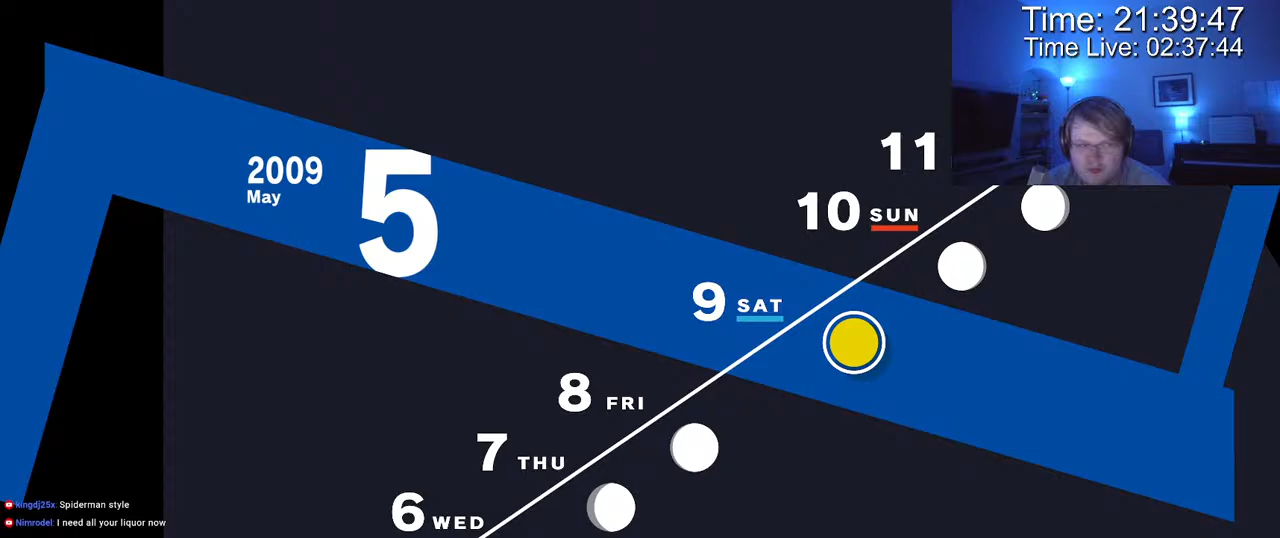 Time: 21:39:47
Time Live: 02:37:44
2009
May
5
11
10 SUN
9 SAT
8 FRI
7 THU
6 WED
kingdj25x: Spiderman style
Nimrodel: I need all your liquor now